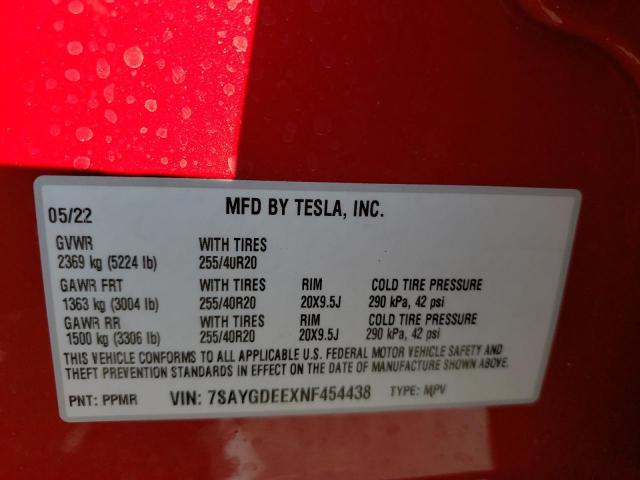 05/22 MFD BY TESLA, INC.
GVWR WITH TIRES
2369 kg (5224 lb) 255/40R20
GAWR FRT WITH TIRES RIM COLD TIRE PRESSURE
1363 kg (3004 lb) 255/40R20 20X9.5J 290 kPa, 42 psi
GAWR RR WITH TIRES RIM COLD TIRE PRESSURE
1500 kg (3306 lb) 255/40R20 20X9.5J 290 kPa, 42 psi
THIS VEHICLE CONFORMS TO ALL APPLICABLE U.S. FEDERAL MOTOR VEHICLE SAFETY AND
THEFT PREVENTION STANDARDS IN EFFECT ON THE DATE OF MANUFACTURE SHOWN ABOVE.
PNT: PPMR VIN: 7SAYGDEEXNF454438 TYPE: MPV